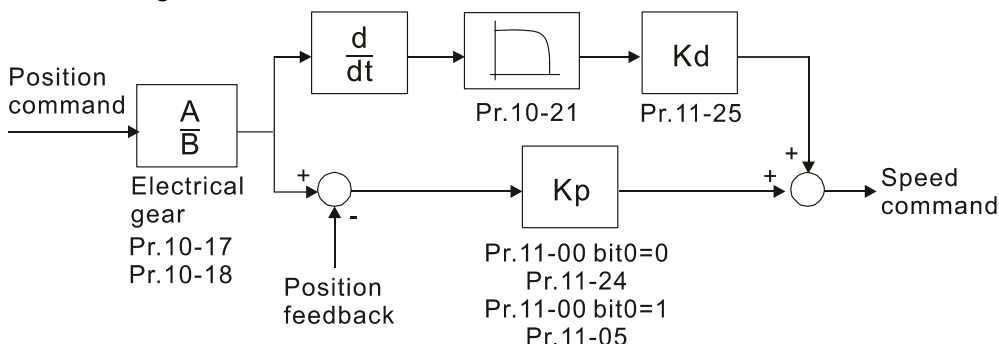 Position
command
A
B
Electrical
gear
Pr.10-17
Pr.10-18
d
dt
Pr.10-21
Kd
Pr.11-25
+
-
Position
feedback
Kp
Pr.11-00 bit0=0
Pr.11-24
Pr.11-00 bit0=1
Pr.11-05
+
+
Speed
command